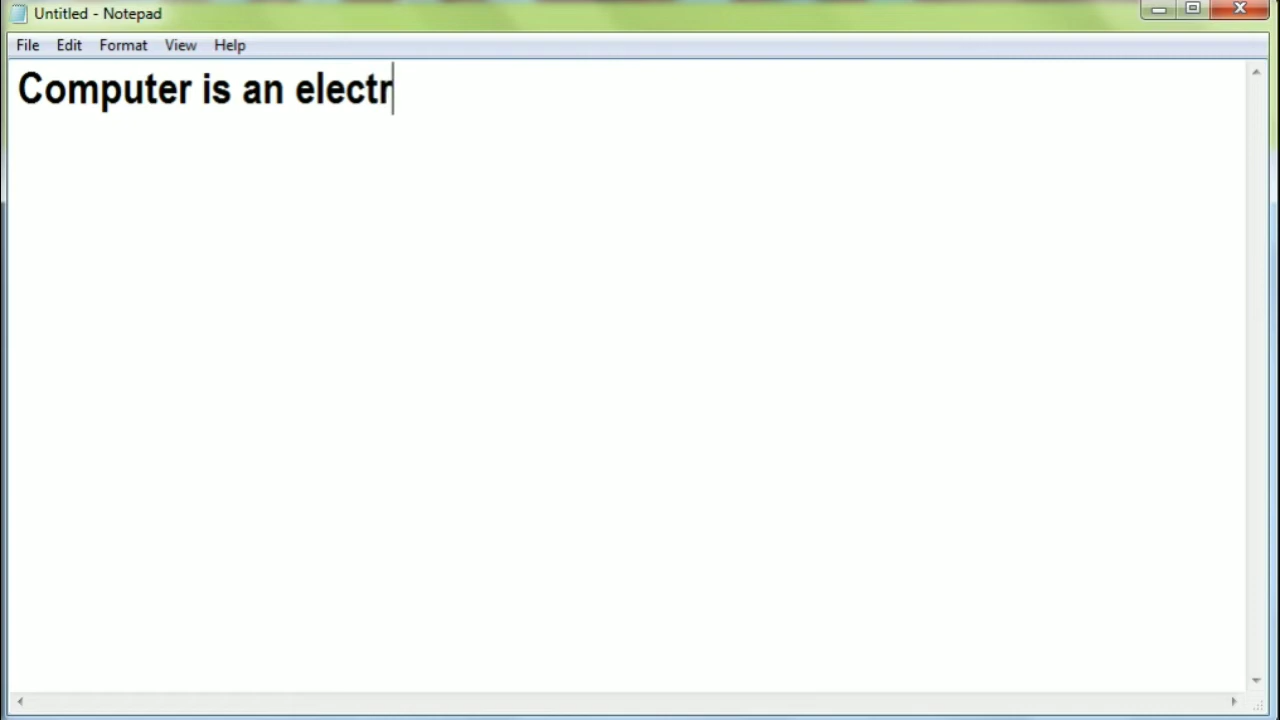 Untitled - Notepad
File Edit Format View Help
Computer is an electr